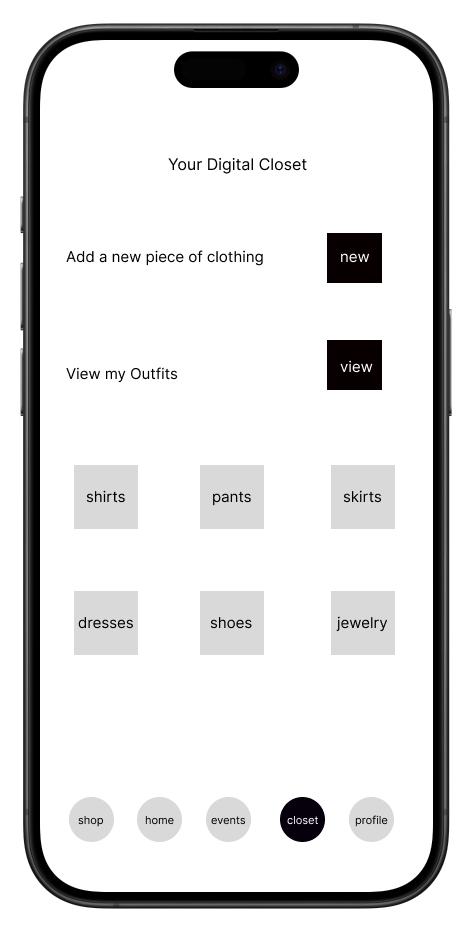 Your Digital Closet
Add a new piece of clothing
new
View my Outfits
view
shirts
pants
skirts
dresses
shoes
jewelry
shop
home
events
closet
profile